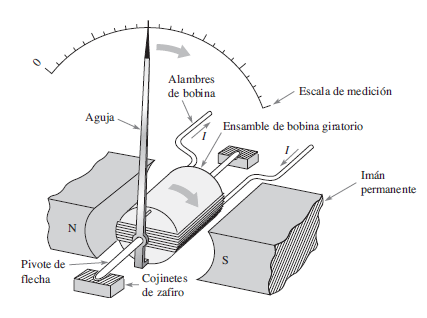 0
Alambres
de bobina
Escala de medición
Aguja
I
Ensamble de bobina giratorio
I
Imán
permanente
N
S
Pivote de
flecha
Cojinetes
de zafiro